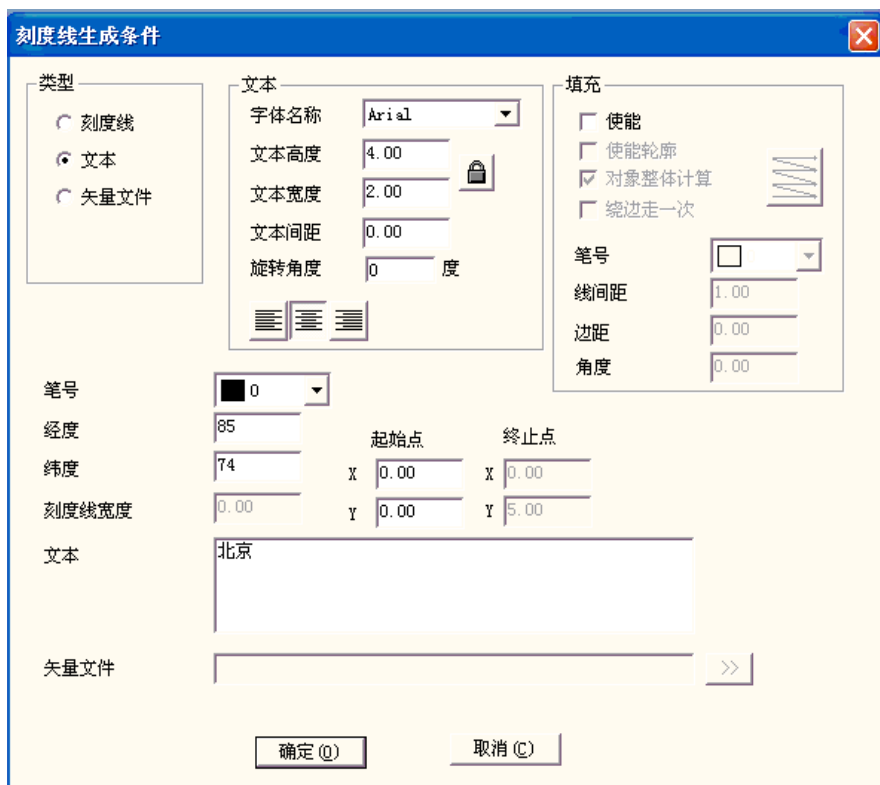 刻度线生成条件
类型
刻度线
文本
矢量文件
文本
字体名称 Arial
文本高度 4.00
文本宽度 2.00
文本间距 0.00
旋转角度 0 度
填充
使能
使能轮廓
对象整体计算
绕边走一次
笔号
线间距 1.00
边距 0.00
角度 0.00
笔号 0
经度 85
纬度 74
刻度线宽度 0.00
起始点 终止点
X 0.00 X 0.00
Y 0.00 Y 5.00
文本 北京
矢量文件 >>
确定(O) 取消(C)